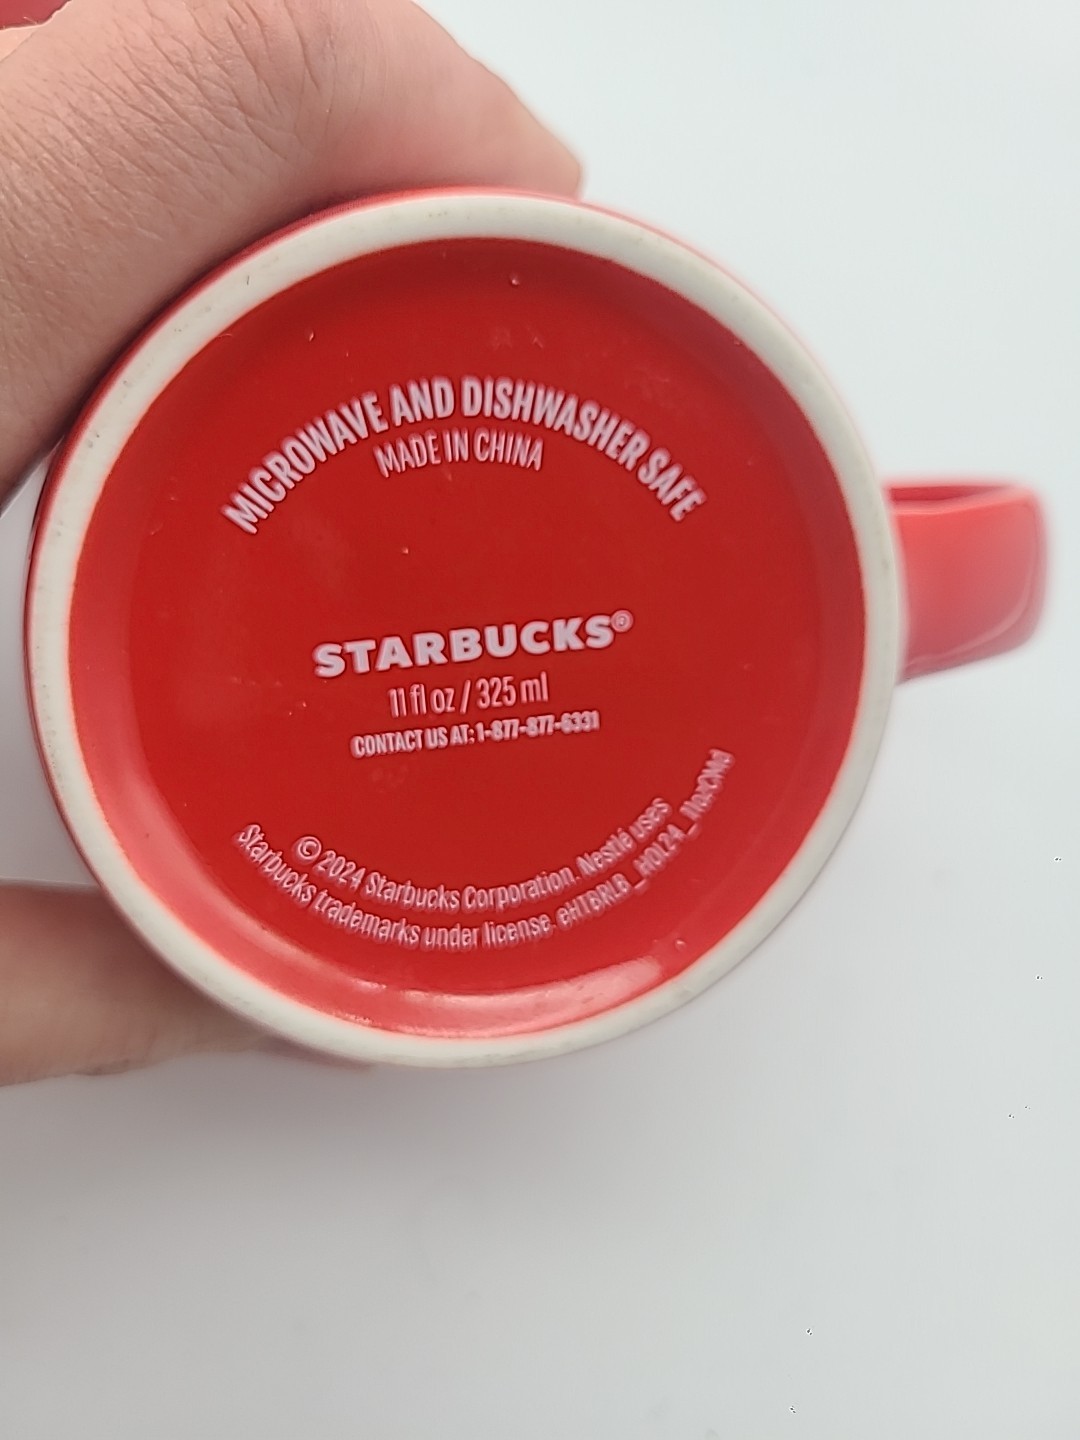 MICROWAVE AND DISHWASHER SAFE
MADE IN CHINA
STARBUCKS®
11 fl oz / 325 ml
CONTACT US AT: 1-877-877-6331
© 2024 Starbucks Corporation. Nestlé uses
Starbucks trademarks under license.